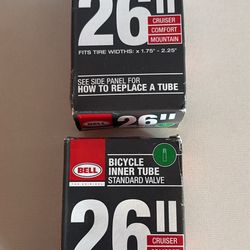 26"
CRUISER
COMFORT
MOUNTAIN
FITS TIRE WIDTHS: x 1.75" - 2.25"
SEE SIDE PANEL FOR
HOW TO REPLACE A TUBE
26"
BELL
BICYCLE
INNER TUBE
STANDARD VALVE
26"
CRUISER